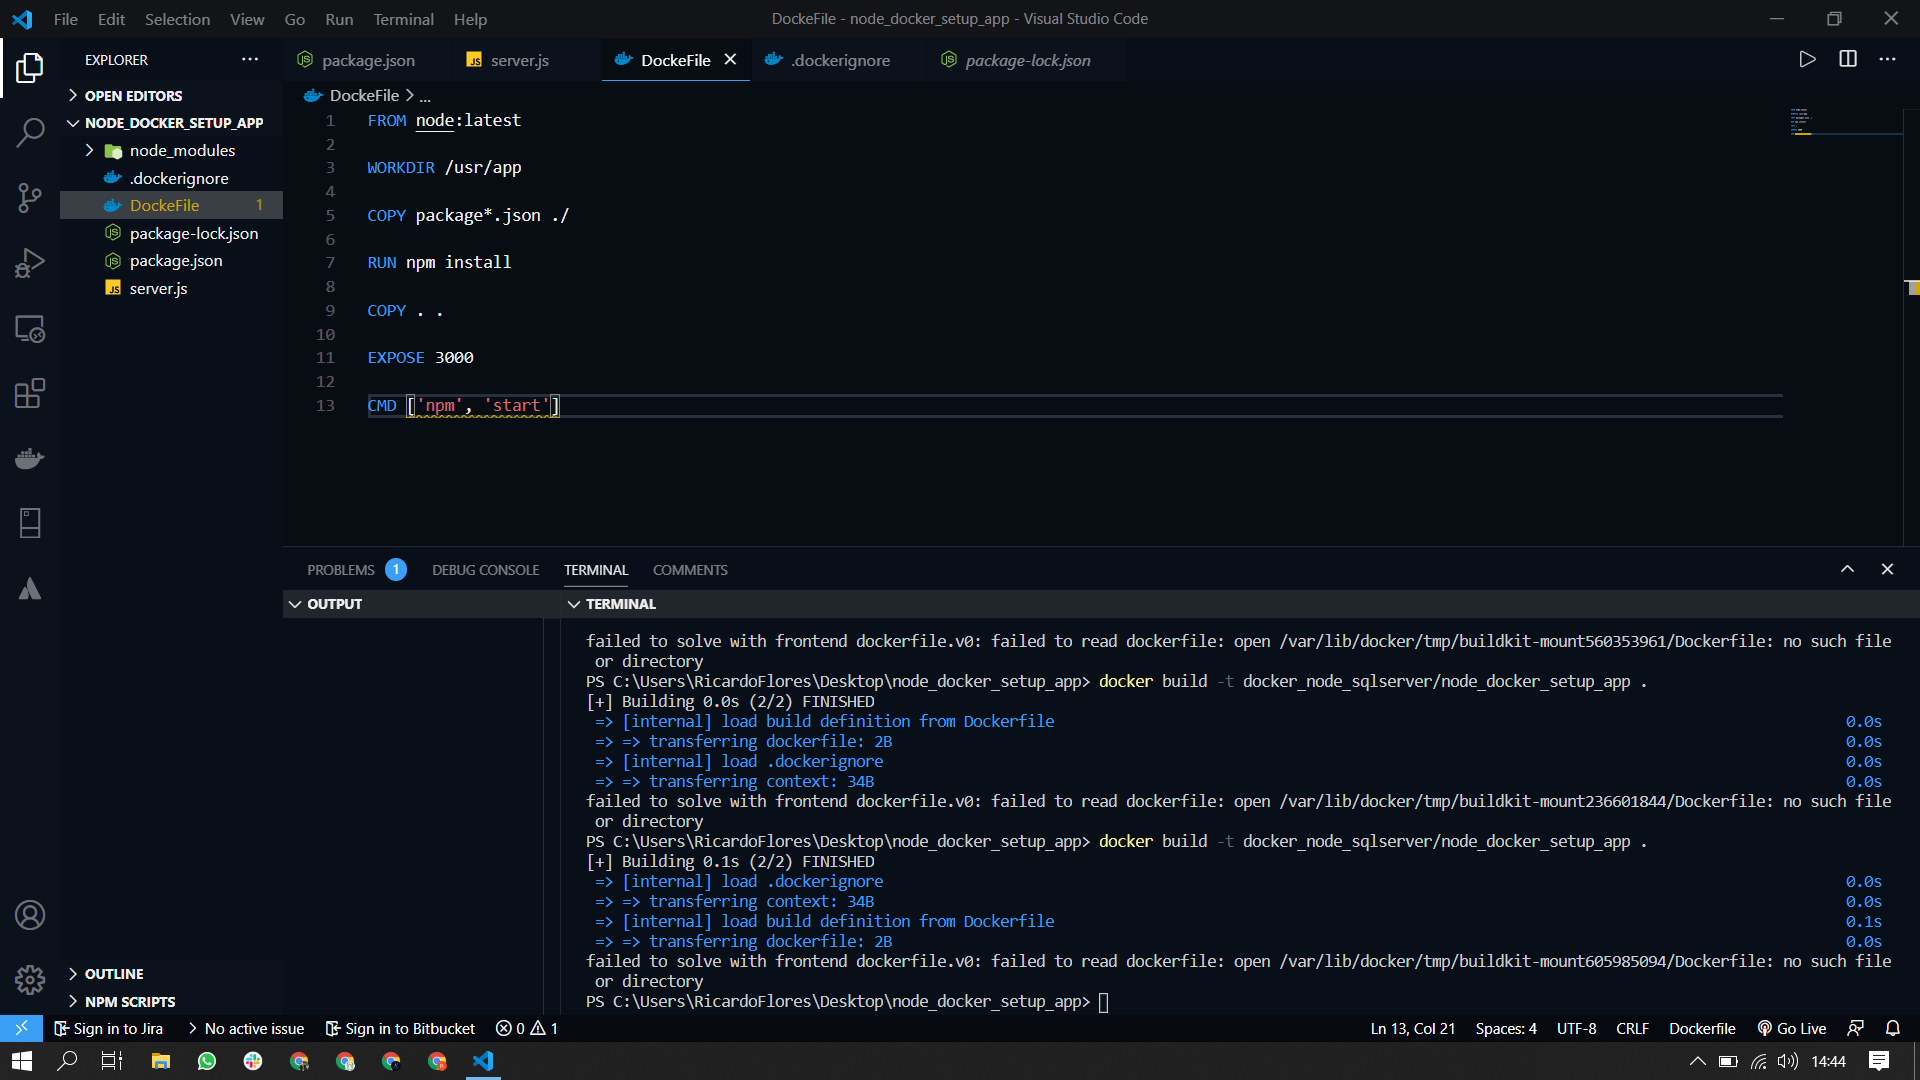 File Edit Selection View Go Run Terminal Help
DockeFile - node_docker_setup_app - Visual Studio Code
EXPLORER
OPEN EDITORS
NODE_DOCKER_SETUP_APP
node_modules
.dockerignore
DockeFile 1
package-lock.json
package.json
server.js
OUTLINE
NPM SCRIPTS
package.json server.js DockeFile .dockerignore package-lock.json
DockeFile > ...
1 FROM node:latest
2
3 WORKDIR /usr/app
4
5 COPY package*.json ./
6
7 RUN npm install
8
9 COPY . .
10
11 EXPOSE 3000
12
13 CMD ['npm', 'start']
PROBLEMS 1 DEBUG CONSOLE TERMINAL COMMENTS
OUTPUT
TERMINAL
failed to solve with frontend dockerfile.v0: failed to read dockerfile: open /var/lib/docker/tmp/buildkit-mount560353961/Dockerfile: no such file
or directory
PS C:\Users\RicardoFlores\Desktop\node_docker_setup_app> docker build -t docker_node_sqlserver/node_docker_setup_app .
[+] Building 0.0s (2/2) FINISHED
=> [internal] load build definition from Dockerfile 0.0s
=> => transferring dockerfile: 2B 0.0s
=> [internal] load .dockerignore 0.0s
=> => transferring context: 34B 0.0s
failed to solve with frontend dockerfile.v0: failed to read dockerfile: open /var/lib/docker/tmp/buildkit-mount236601844/Dockerfile: no such file
or directory
PS C:\Users\RicardoFlores\Desktop\node_docker_setup_app> docker build -t docker_node_sqlserver/node_docker_setup_app .
[+] Building 0.1s (2/2) FINISHED
=> [internal] load .dockerignore 0.0s
=> => transferring context: 34B 0.0s
=> [internal] load build definition from Dockerfile 0.1s
=> => transferring dockerfile: 2B 0.0s
failed to solve with frontend dockerfile.v0: failed to read dockerfile: open /var/lib/docker/tmp/buildkit-mount605985094/Dockerfile: no such file
or directory
PS C:\Users\RicardoFlores\Desktop\node_docker_setup_app>
Sign in to Jira No active issue Sign in to Bitbucket 0 1 Ln 13, Col 21 Spaces: 4 UTF-8 CRLF Dockerfile Go Live
14:44